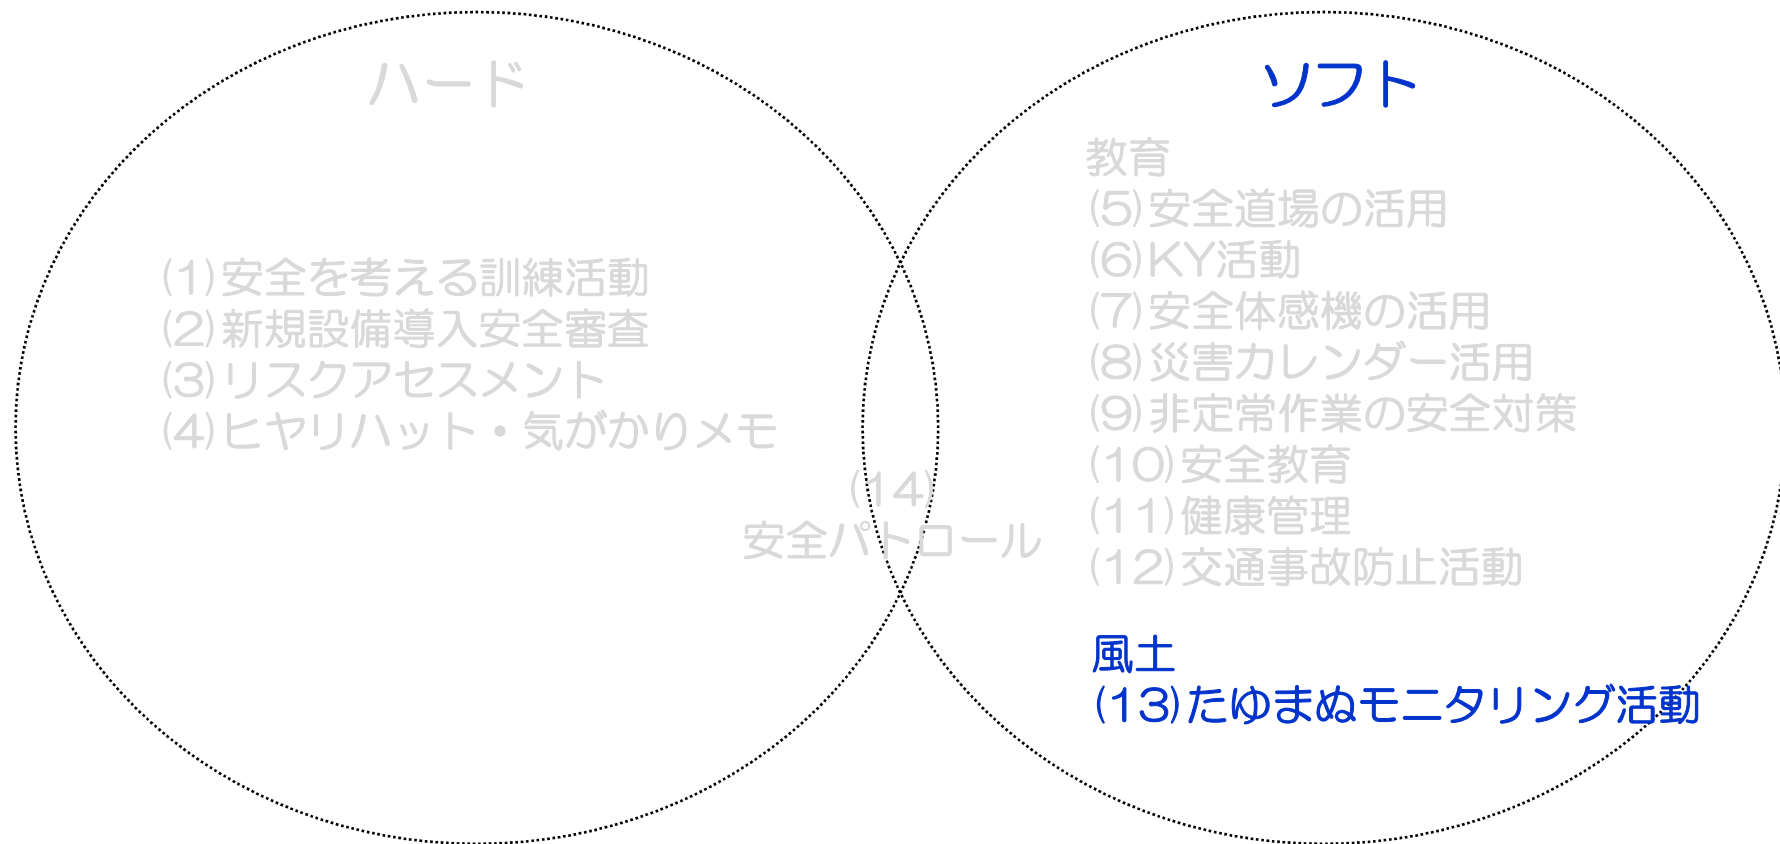 ハード
(1)安全を考える訓練活動
(2)新規設備導入安全審査
(3)リスクアセスメント
(4)ヒヤリハット・気がかりメモ
(14)
安全パトロール
ソフト
教育
(5)安全道場の活用
(6)KY活動
(7)安全体感機の活用
(8)災害カレンダー活用
(9)非定常作業の安全対策
(10)安全教育
(11)健康管理
(12)交通事故防止活動
風土
(13)たゆまぬモニタリング活動